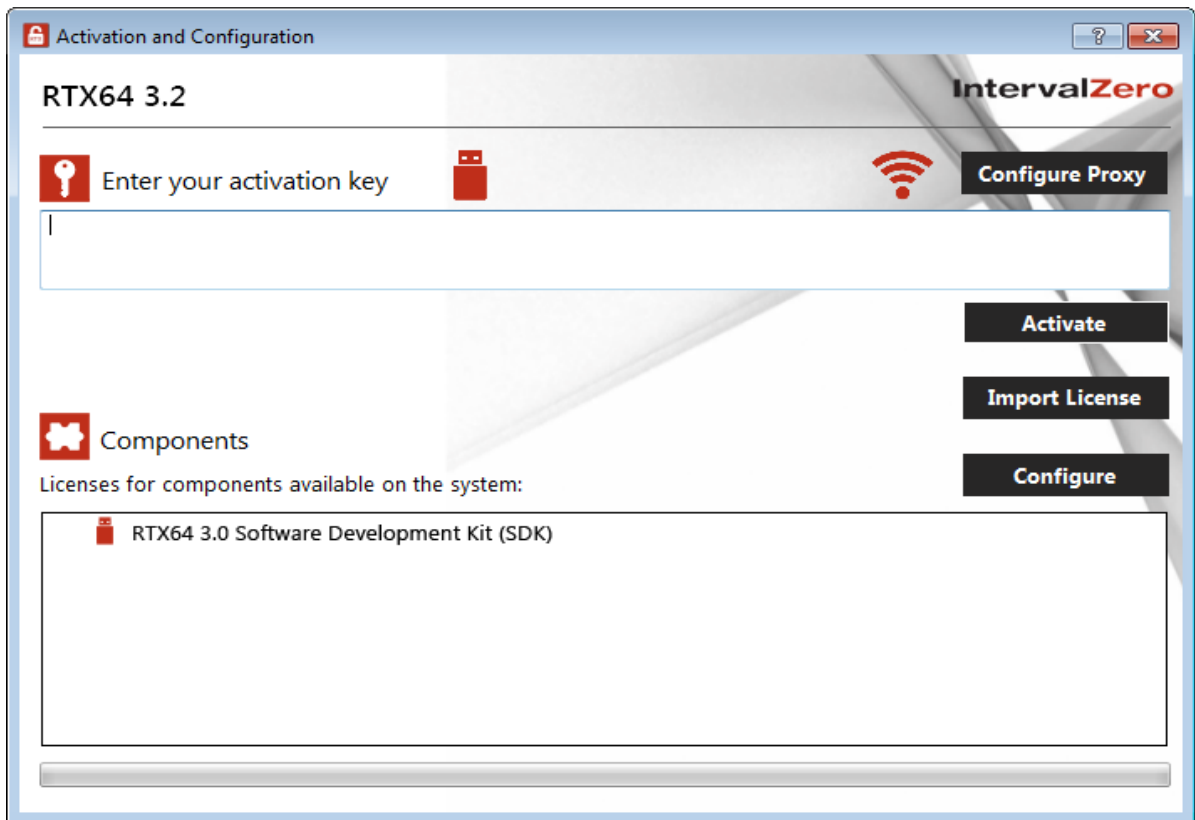 Activation and Configuration
RTX64 3.2
IntervalZero
Enter your activation key
Configure Proxy
Activate
Import License
Components
Configure
Licenses for components available on the system:
RTX64 3.0 Software Development Kit (SDK)